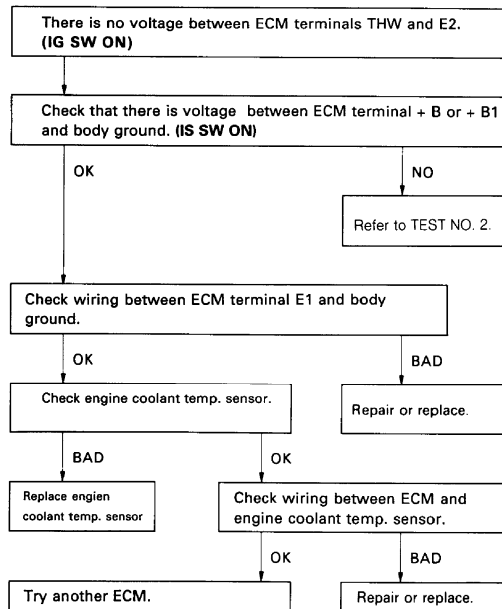 There is no voltage between ECM terminals THW and E2.
(IG SW ON)
Check that there is voltage between ECM terminal + B or + B1
and body ground. (IS SW ON)
OK
NO
Refer to TEST NO. 2.
Check wiring between ECM terminal E1 and body
ground.
OK
BAD
Check engine coolant temp. sensor.
Repair or replace.
BAD
OK
Replace engien
coolant temp. sensor
Check wiring between ECM and
engine coolant temp. sensor.
OK
BAD
Try another ECM.
Repair or replace.